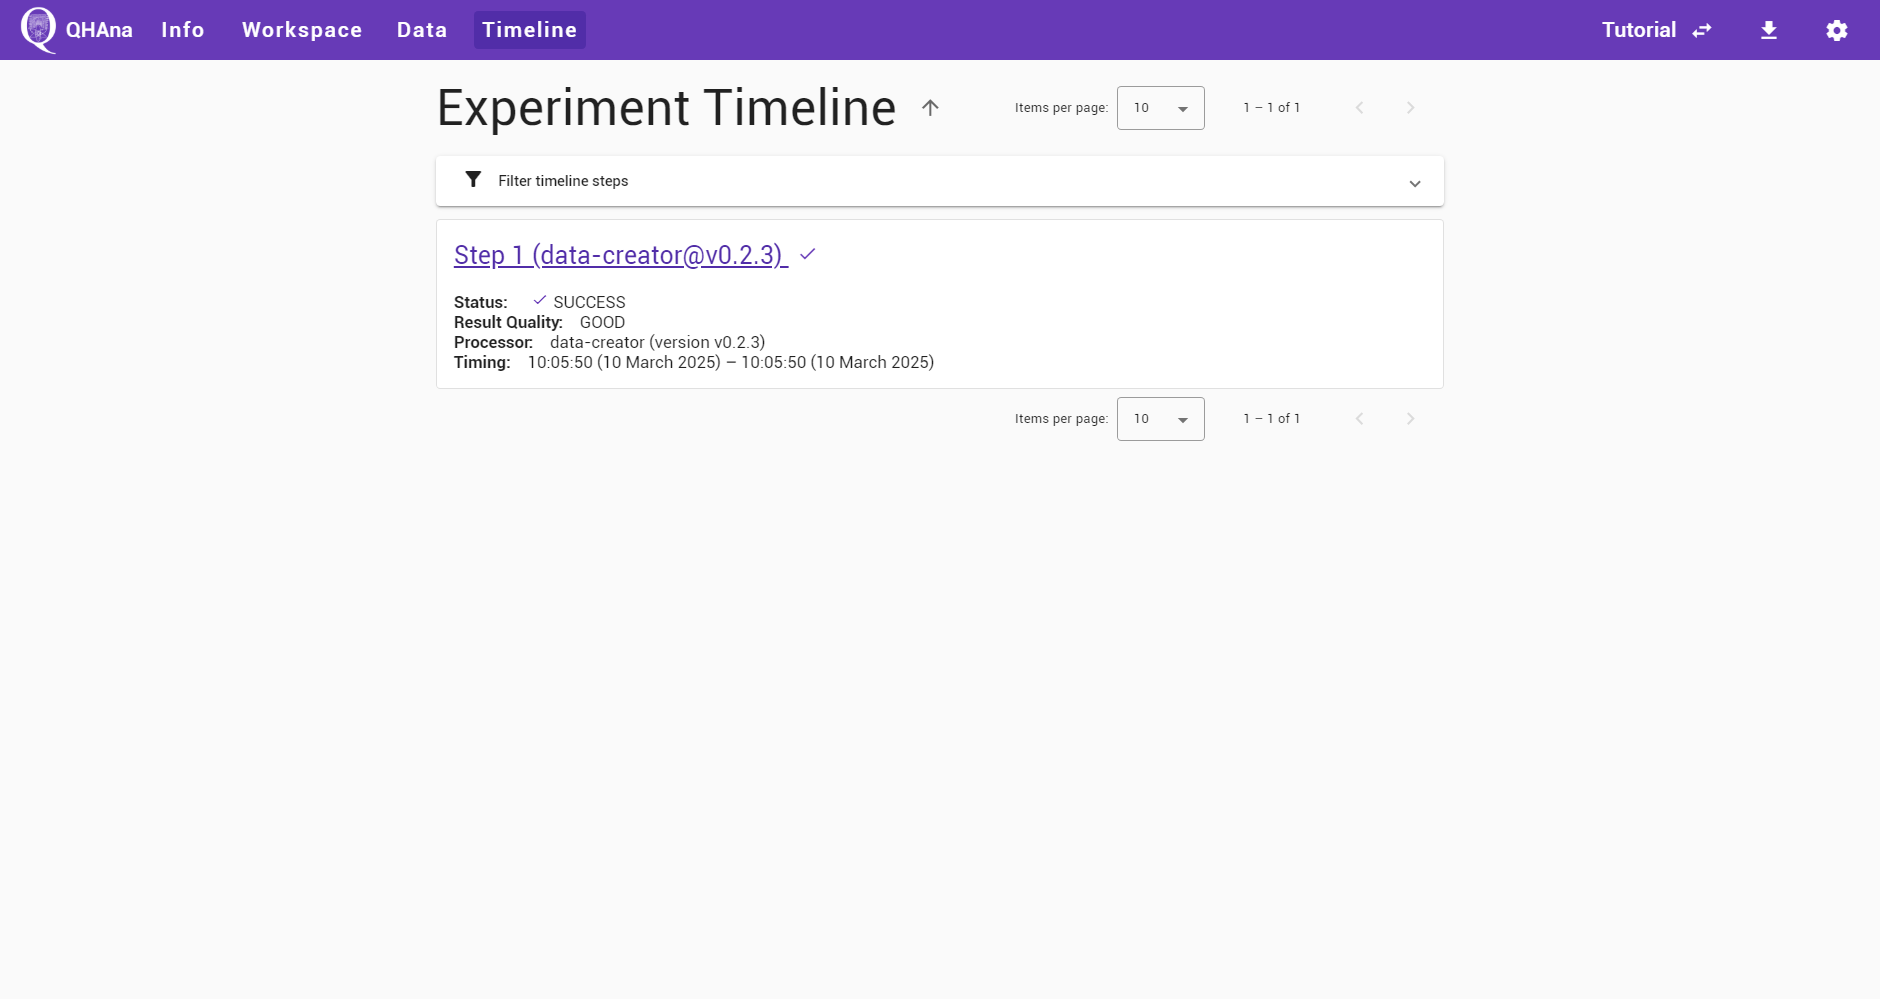 QHAna Info Workspace Data Timeline Tutorial
Experiment Timeline Items per page: 10 1 – 1 of 1
Filter timeline steps
Step 1 (data-creator@v0.2.3)
Status: SUCCESS
Result Quality: GOOD
Processor: data-creator (version v0.2.3)
Timing: 10:05:50 (10 March 2025) – 10:05:50 (10 March 2025)
Items per page: 10 1 – 1 of 1